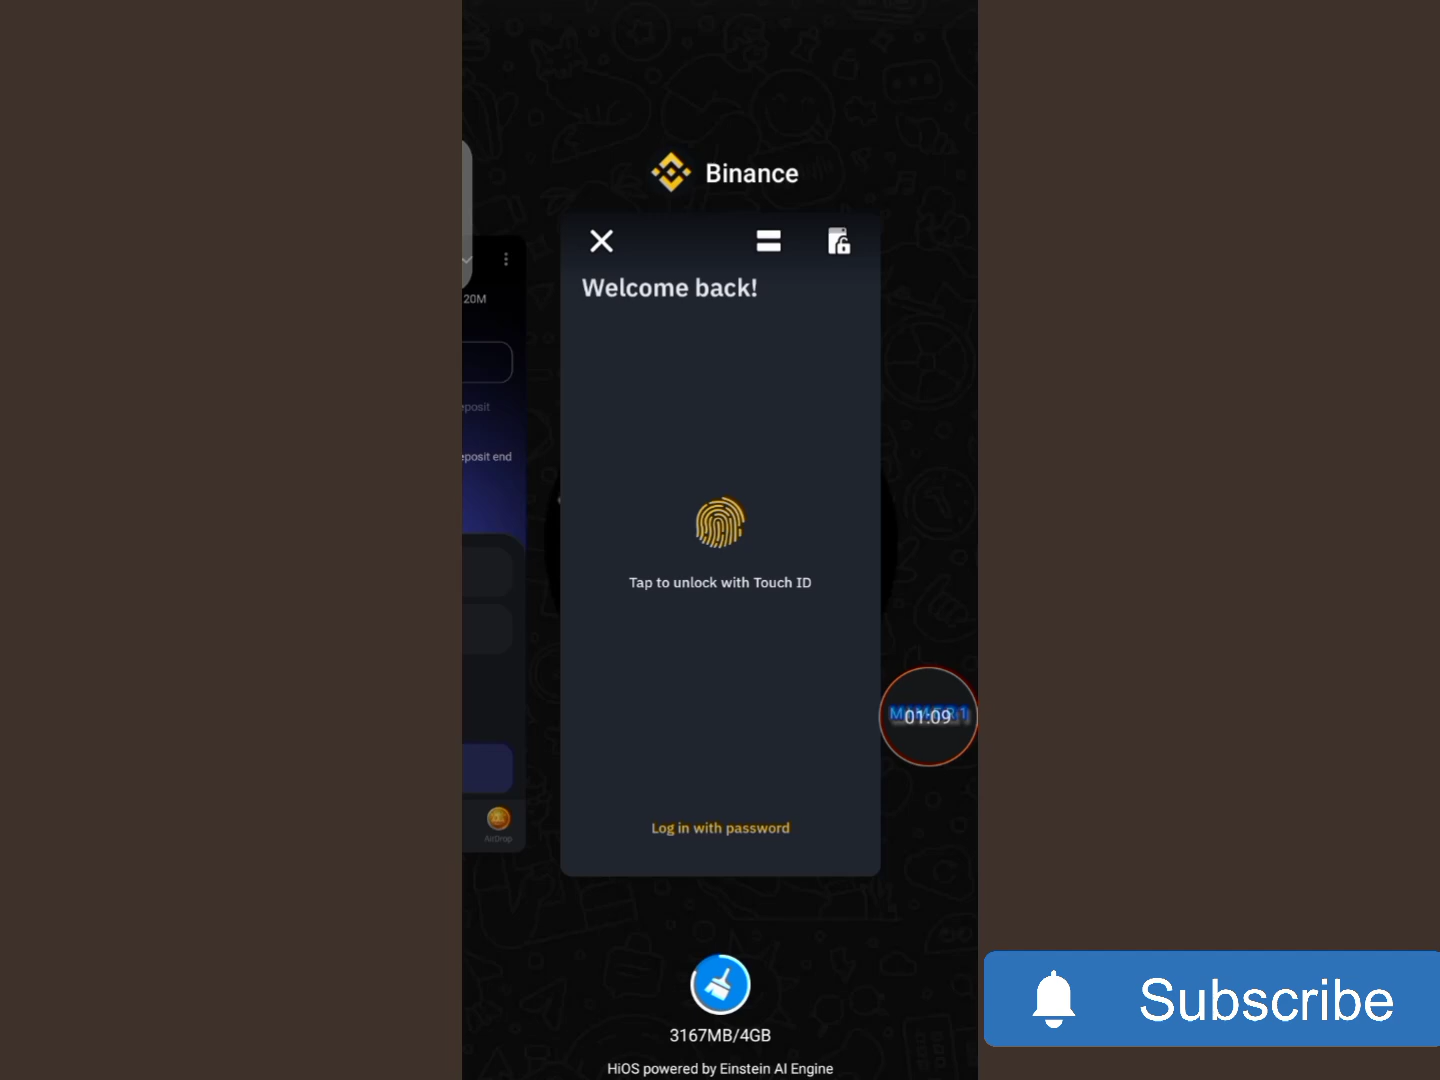 Binance
Welcome back!
20M
eposit
eposit end
Tap to unlock with Touch ID
01:09
Log in with password
AirDrop
Subscribe
3167MB/4GB
HiOS powered by Einstein AI Engine